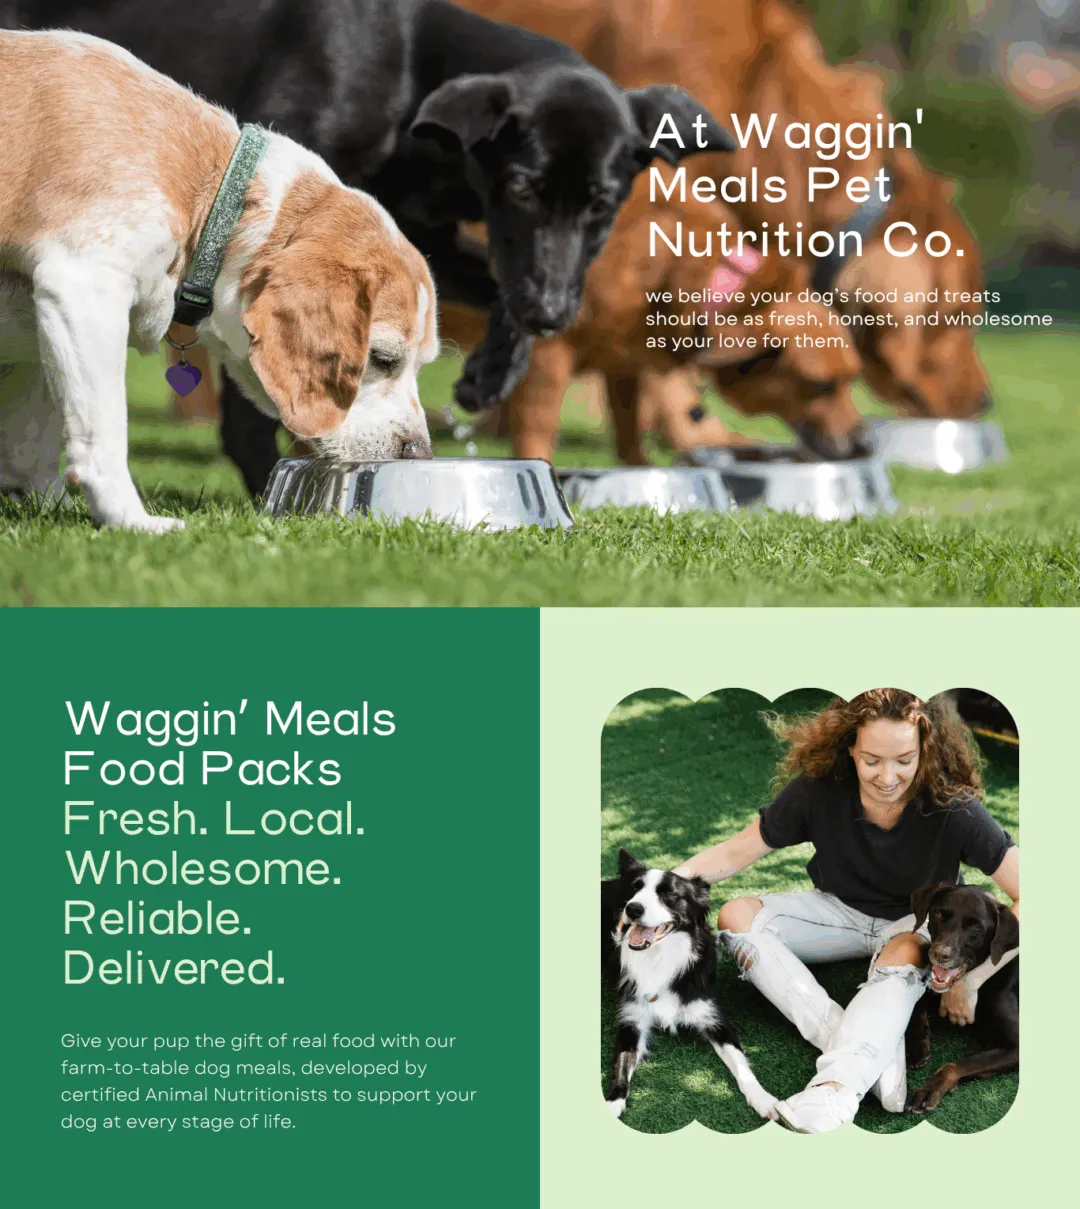 At Waggin'
Meals Pet
Nutrition Co.
we believe your dog's food and treats
should be as fresh, honest, and wholesome
as your love for them.
Waggin’ Meals
Food Packs
Fresh. Local.
Wholesome.
Reliable.
Delivered.
Give your pup the gift of real food with our
farm-to-table dog meals, developed by
certified Animal Nutritionists to support your
dog at every stage of life.